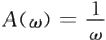 A(ω) = 1/ω